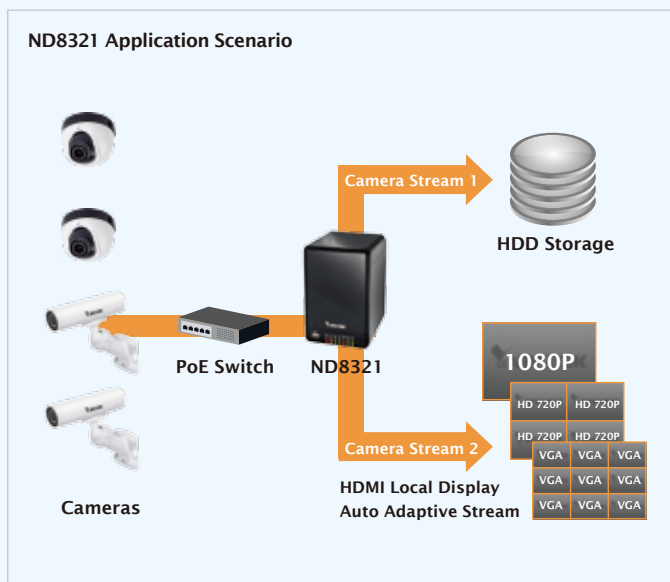 ND8321 Application Scenario
Camera Stream 1
HDD Storage
PoE Switch
ND8321
1080P
HD 720P HD 720P
HD 720P HD 720P
VGA VGA VGA
VGA VGA VGA
VGA VGA VGA
Camera Stream 2
HDMI Local Display
Auto Adaptive Stream
Cameras